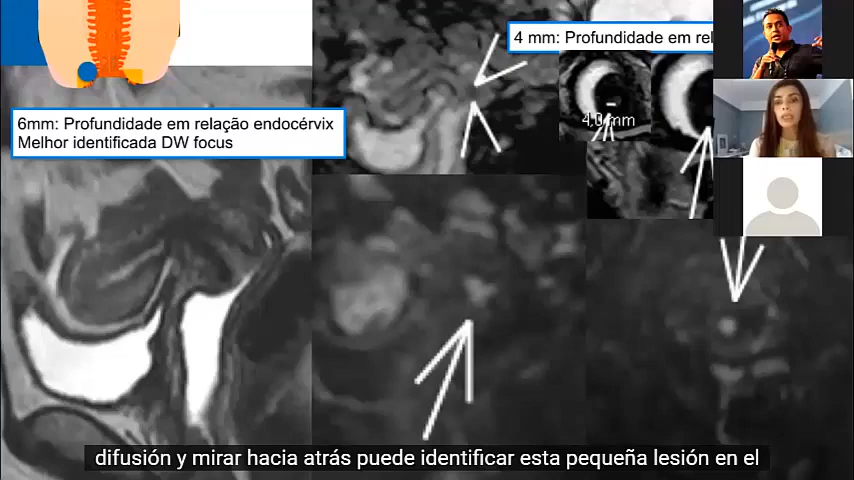 4 mm: Profundidade em rel
6mm: Profundidade em relação endocérvix
Melhor identificada DW focus
4,0 mm
difusión y mirar hacia atrás puede identificar esta pequeña lesión en el